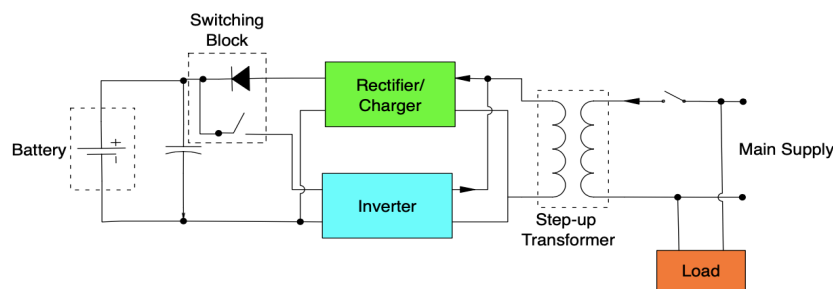 Switching
Block
Rectifier/
Charger
Battery
+
−
Main Supply
Inverter
Step-up
Transformer
Load